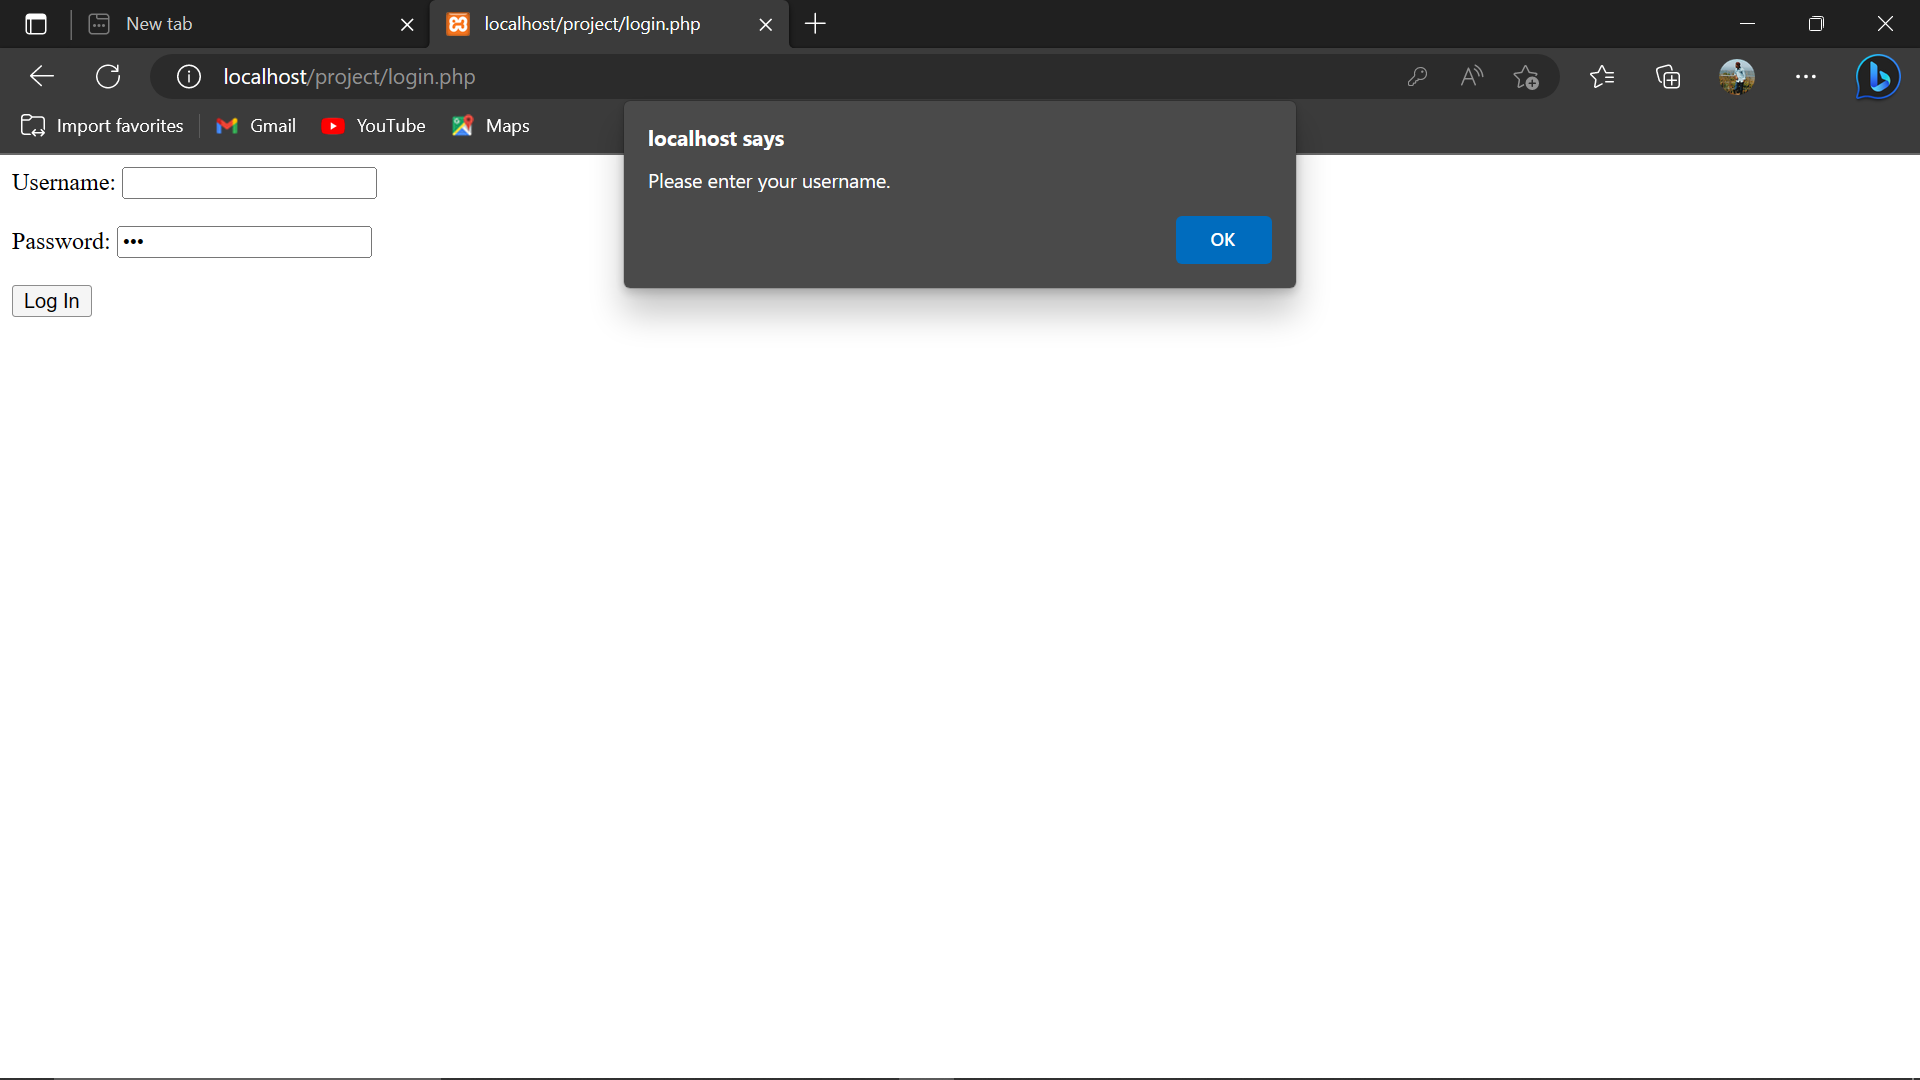 New tab
localhost/project/login.php
localhost/project/login.php
Import favorites
Gmail
YouTube
Maps
localhost says
Please enter your username.
OK
Username:
Password: •••
Log In